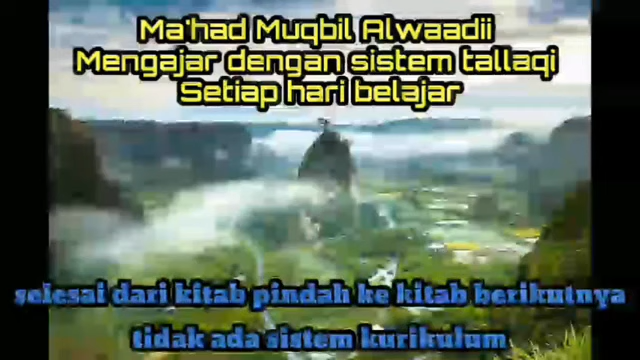 Ma'had Muqbil Alwaadii
Mengajar dengan sistem tallaqi
Setiap hari belajar
selesai dari kitab pindah ke kitab berikutnya
tidak ada sistem kurikulum